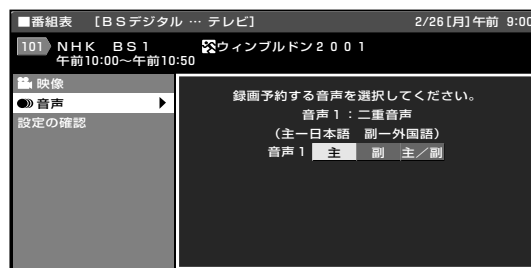 ■番組表 [BSデジタル … テレビ] 2/26[月]午前 9:00
101 NHK BS1 ウィンブルドン2001
午前10:00~午前10:50
映像
音声
設定の確認
録画予約する音声を選択してください。
音声1:二重音声
(主ー日本語 副ー外国語)
音声1 主 副 主/副